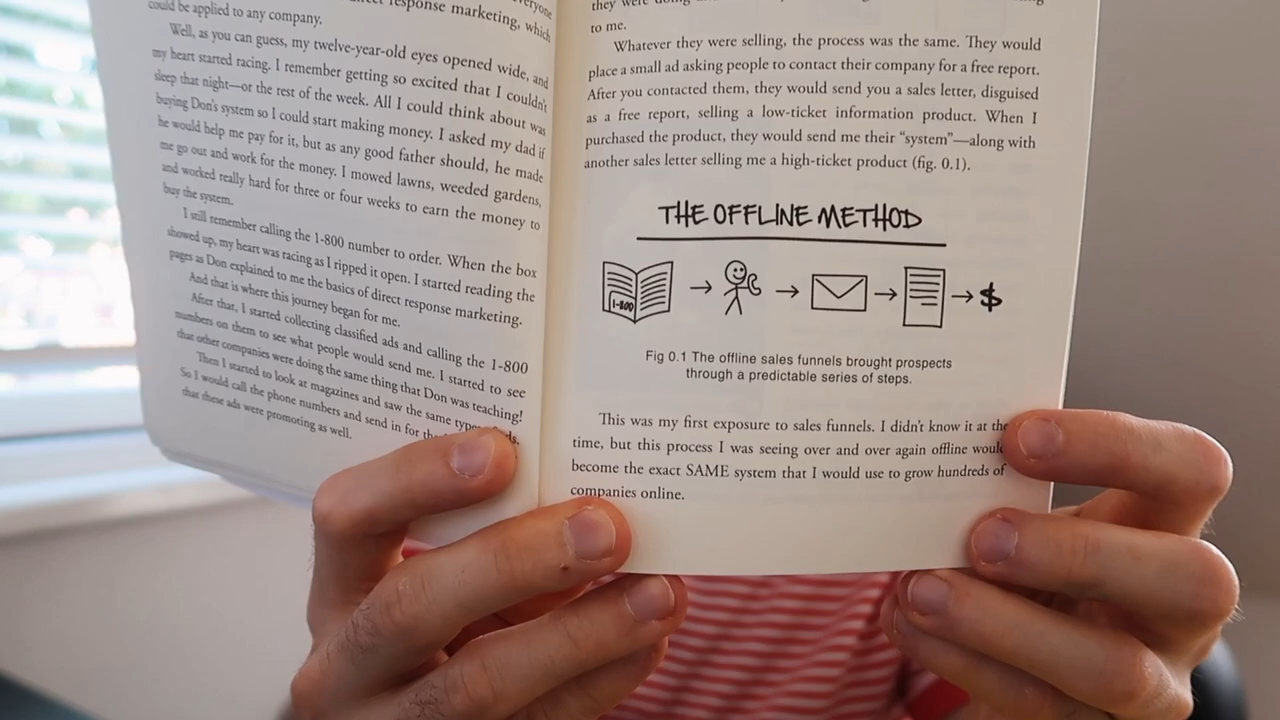 everyone
direct response marketing, which
could be applied to any company.
Well, as you can guess, my twelve-year-old eyes opened wide, and
my heart started racing. I remember getting so excited that I couldn't
sleep that night—or the rest of the week. All I could think about was
buying Don's system so I could start making money. I asked my dad if
he would help me pay for it, but as any good father should, he made
me go out and work for the money. I mowed lawns, weeded gardens,
and worked really hard for three or four weeks to earn the money to
buy the system.
I still remember calling the 1-800 number to order. When the box
showed up, my heart was racing as I ripped it open. I started reading the
pages as Don explained to me the basics of direct response marketing.
And that is where this journey began for me.
After that, I started collecting classified ads and calling the 1-800
numbers on them to see what people would send me. I started to see
that other companies were doing the same thing that Don was teaching!
Then I started to look at magazines and saw the same types
So I would call the phone numbers and send in for the
that these ads were promoting as well.
they were doing
to me.
Whatever they were selling, the process was the same. They would
place a small ad asking people to contact their company for a free report.
After you contacted them, they would send you a sales letter, disguised
as a free report, selling a low-ticket information product. When I
purchased the product, they would send me their “system”—along with
another sales letter selling me a high-ticket product (fig. 0.1).
THE OFFLINE METHOD
1-800
$
Fig 0.1 The offline sales funnels brought prospects
through a predictable series of steps.
This was my first exposure to sales funnels. I didn't know it at the
time, but this process I was seeing over and over again offline would
become the exact SAME system that I would use to grow hundreds of
companies online.